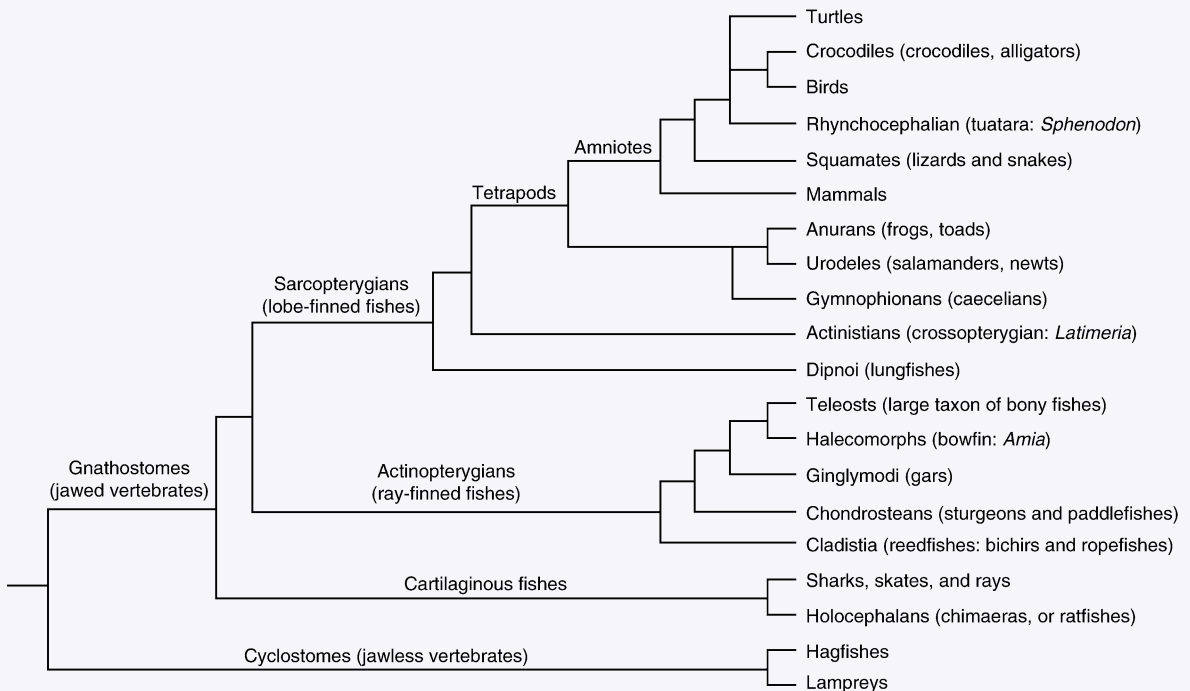 Turtles
Crocodiles (crocodiles, alligators)
Birds
Rhynchocephalian (tuatara: Sphenodon)
Amniotes
Squamates (lizards and snakes)
Tetrapods
Mammals
Anurans (frogs, toads)
Urodeles (salamanders, newts)
Sarcopterygians
(lobe-finned fishes)
Gymnophionans (caecelians)
Actinistians (crossopterygian: Latimeria)
Dipnoi (lungfishes)
Teleosts (large taxon of bony fishes)
Halecomorphs (bowfin: Amia)
Gnathostomes
(jawed vertebrates)
Actinopterygians
(ray-finned fishes)
Ginglymodi (gars)
Chondrosteans (sturgeons and paddlefishes)
Cladistia (reedfishes: bichirs and ropefishes)
Cartilaginous fishes
Sharks, skates, and rays
Holocephalans (chimaeras, or ratfishes)
Cyclostomes (jawless vertebrates)
Hagfishes
Lampreys